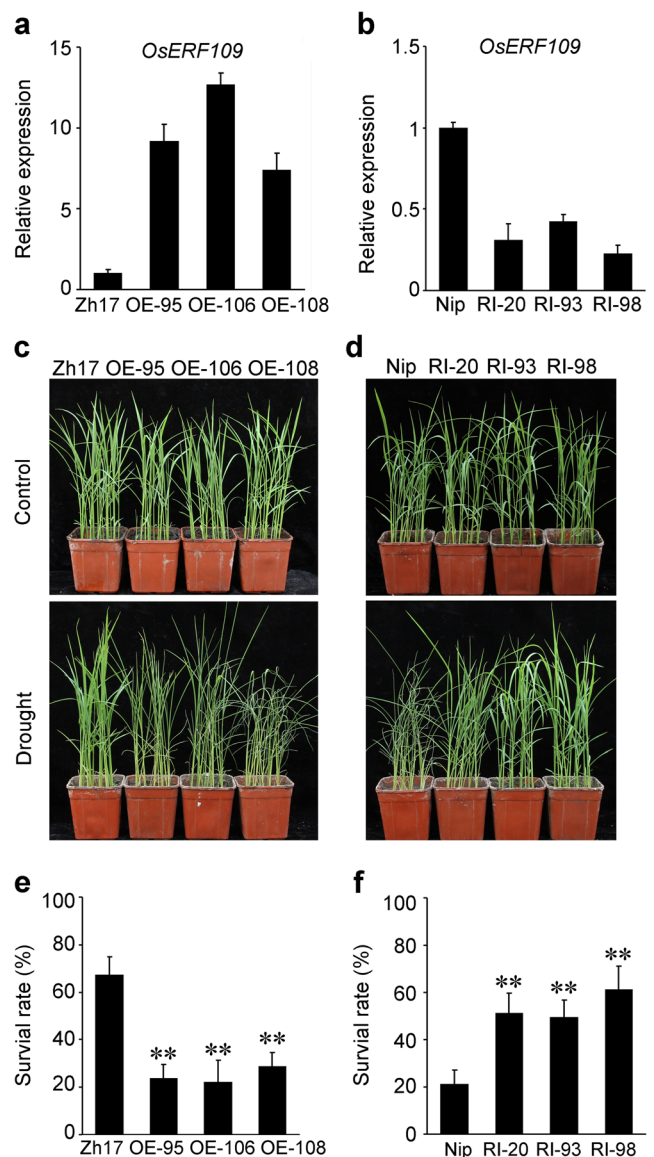 a
OsERF109
Relative expression
15
10
5
0
Zh17 OE-95 OE-106 OE-108
b
OsERF109
Relative expression
1.5
1
0.5
0
Nip RI-20 RI-93 RI-98
c
Zh17 OE-95 OE-106 OE-108
Control
Drought
d
Nip RI-20 RI-93 RI-98
e
Survial rate (%)
100
80
60
40
20
0
** ** **
Zh17 OE-95 OE-106 OE-108
f
Survial rate (%)
100
80
60
40
20
0
** ** **
Nip RI-20 RI-93 RI-98